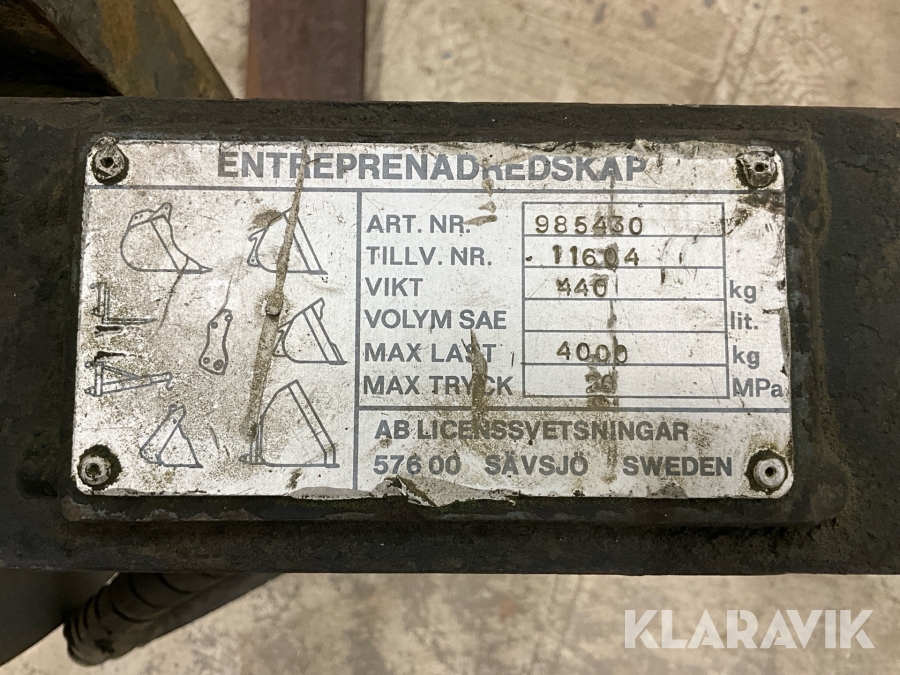 ENTREPRENADREDSKAP
ART. NR. 985430
TILLV. NR. 11604
VIKT 440 kg
VOLYM SAE lit.
MAX LAST 4000 kg
MAX TRYCK MPa
AB LICENSSVETSNINGAR
576 00 SÄVSJÖ SWEDEN
KLARAVIK